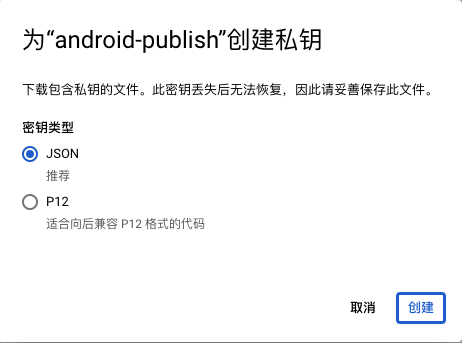 为“android-publish”创建私钥
下载包含私钥的文件。此密钥丢失后无法恢复，因此请妥善保存此文件。
密钥类型
JSON
推荐
P12
适合向后兼容 P12 格式的代码
取消
创建